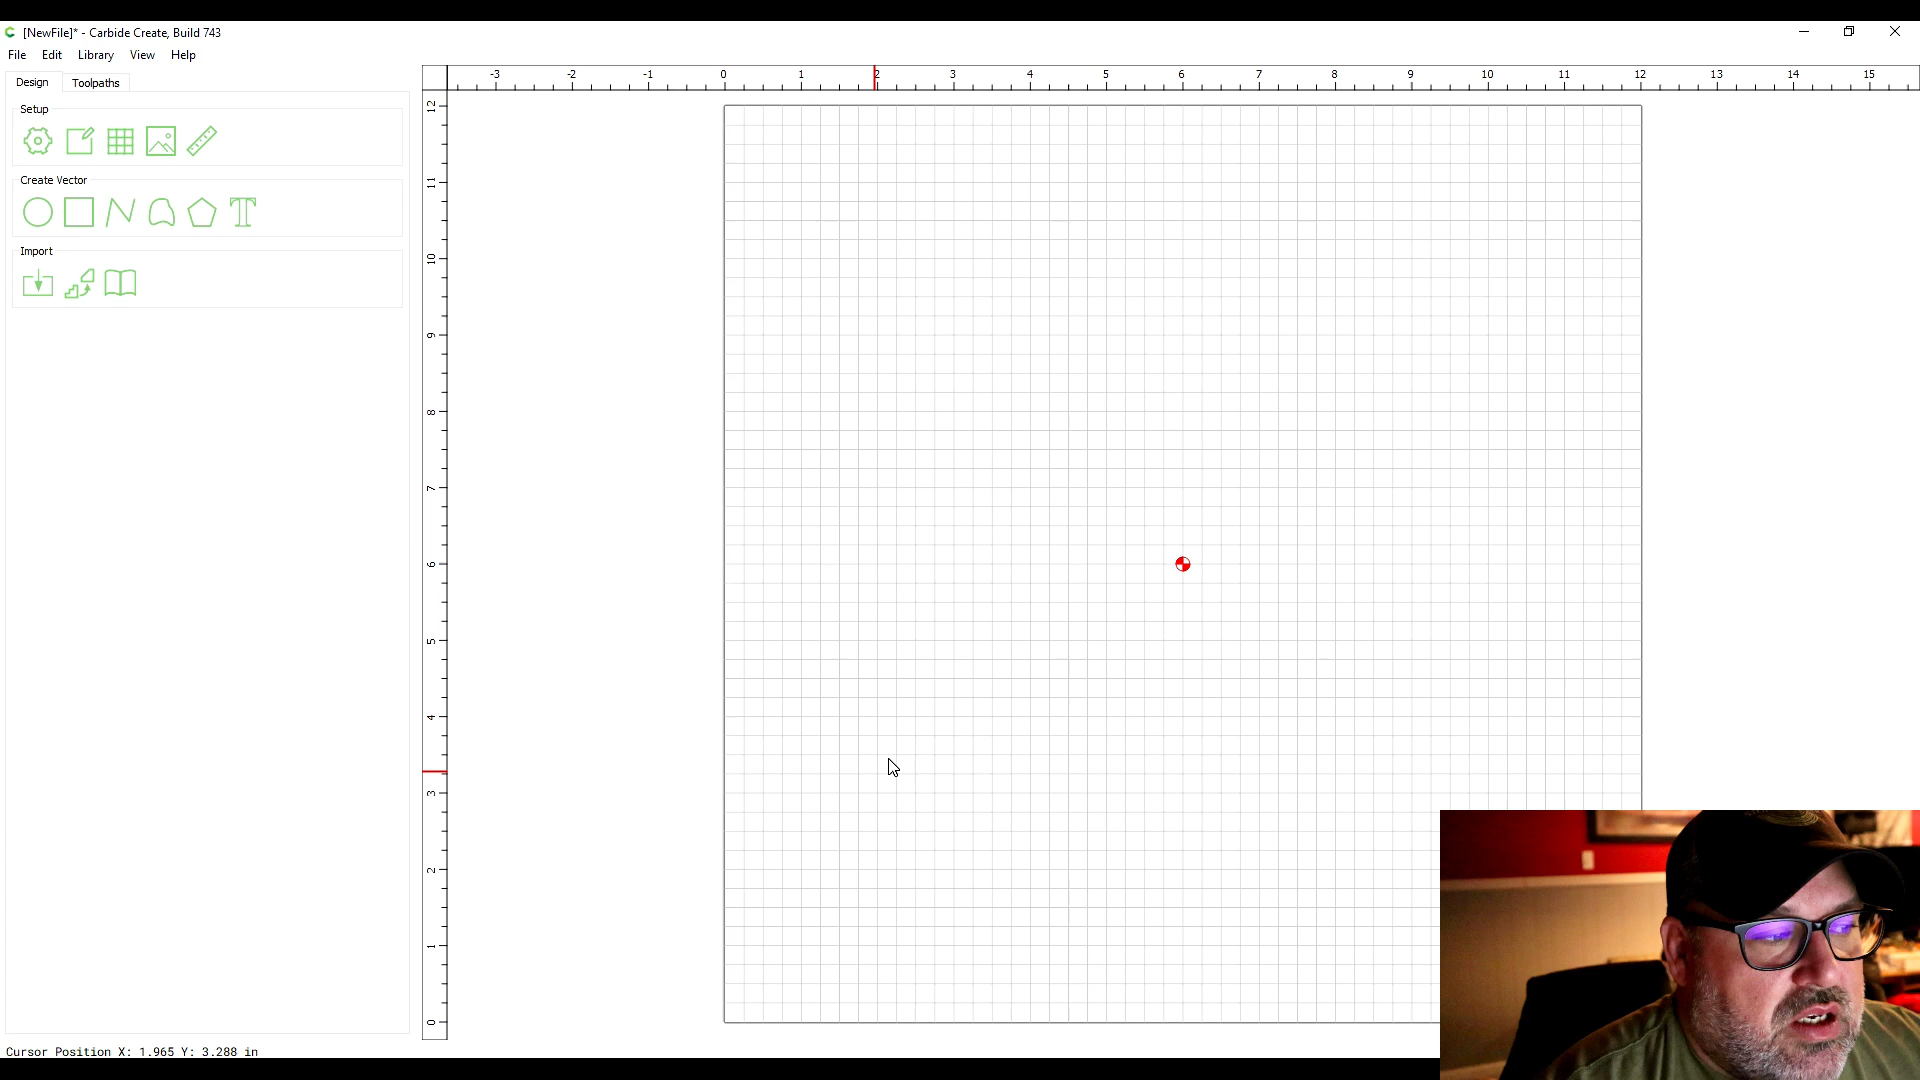 [NewFile]* - Carbide Create, Build 743
File Edit Library View Help
Design Toolpaths
Setup
Create Vector
Import
-3 -2 -1 0 1 2 3 4 5 6 7 8 9 10 11 12 13 14 15
12
11
10
9
8
7
6
5
4
3
2
1
0
Cursor Position X: 1.965 Y: 3.288 in